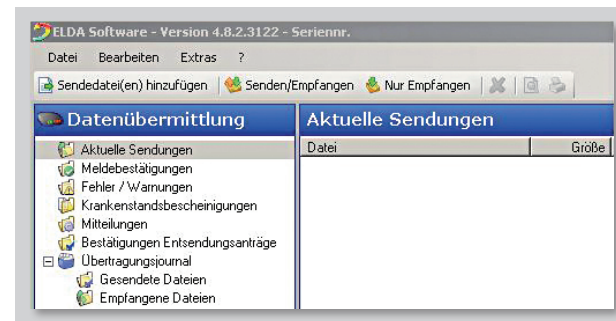 ELDA Software - Version 4.8.2.3122 - Seriennr.
Datei Bearbeiten Extras ?
Sendedatei(en) hinzufügen Senden/Empfangen Nur Empfangen
Datenübermittlung
Aktuelle Sendungen
Meldebestätigungen
Fehler / Warnungen
Krankenstandsbescheinigungen
Mitteilungen
Bestätigungen Entsendungsanträge
Übertragungsjournal
Gesendete Dateien
Empfangene Dateien
Aktuelle Sendungen
Datei Größe